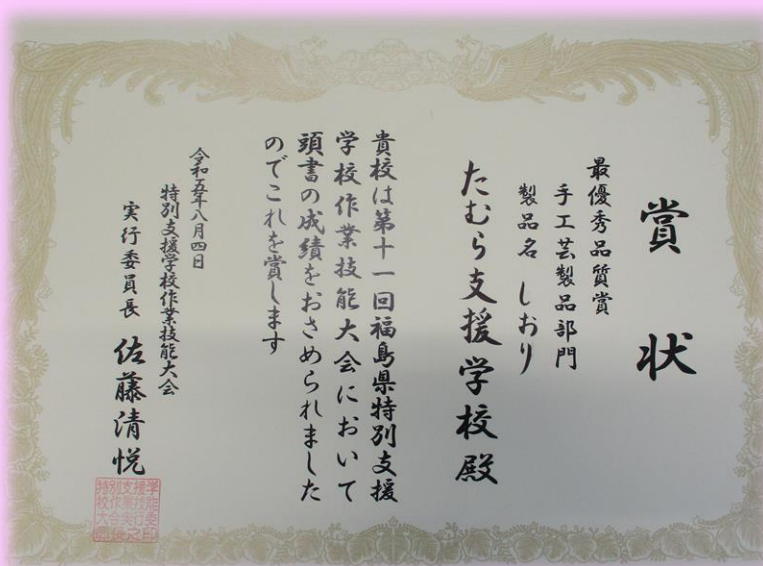 賞状
最優秀品質賞
手工芸製品部門
製品名 しおり
たむら支援学校殿
貴校は第十一回福島県特別支援
学校作業技能大会において
頭書の成績をおさめられました
のでこれを賞します
令和五年八月四日
特別支援学校作業技能大会
実行委員長 佐藤清悦